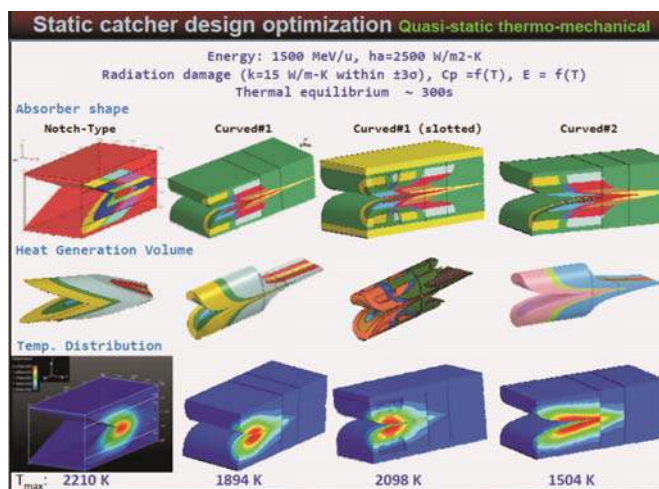 Static catcher design optimization Quasi-static thermo-mechanical
Energy: 1500 MeV/u, ha=2500 W/m2-K
Radiation damage (k=15 W/m-K within ±3σ), Cp =f(T), E = f(T)
Thermal equilibrium ~ 300s
Absorber shape
Notch-Type Curved#1 Curved#1 (slotted) Curved#2
Heat Generation Volume
Temp. Distribution
Tmax: 2210 K 1894 K 2098 K 1504 K